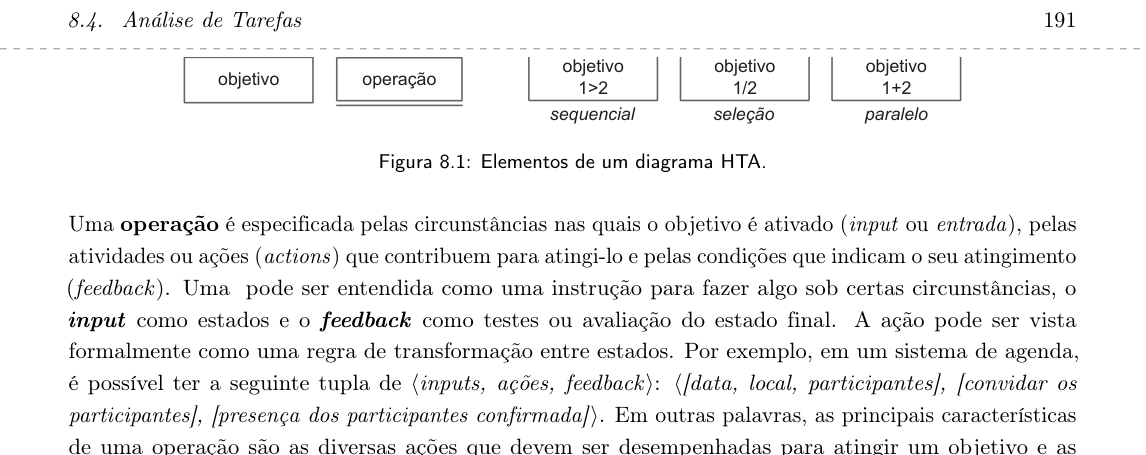 8.4. Análise de Tarefas 191
objetivo operação objetivo objetivo objetivo
1>2 1/2 1+2
sequencial seleção paralelo
Figura 8.1: Elementos de um diagrama HTA.
Uma operação é especificada pelas circunstâncias nas quais o objetivo é ativado (input ou entrada), pelas
atividades ou ações (actions) que contribuem para atingi-lo e pelas condições que indicam o seu atingimento
(feedback). Uma pode ser entendida como uma instrução para fazer algo sob certas circunstâncias, o
input como estados e o feedback como testes ou avaliação do estado final. A ação pode ser vista
formalmente como uma regra de transformação entre estados. Por exemplo, em um sistema de agenda,
é possível ter a seguinte tupla de ⟨inputs, ações, feedback⟩: ⟨[data, local, participantes], [convidar os
participantes], [presença dos participantes confirmada]⟩. Em outras palavras, as principais características
de uma operação são as diversas ações que devem ser desempenhadas para atingir um objetivo e as